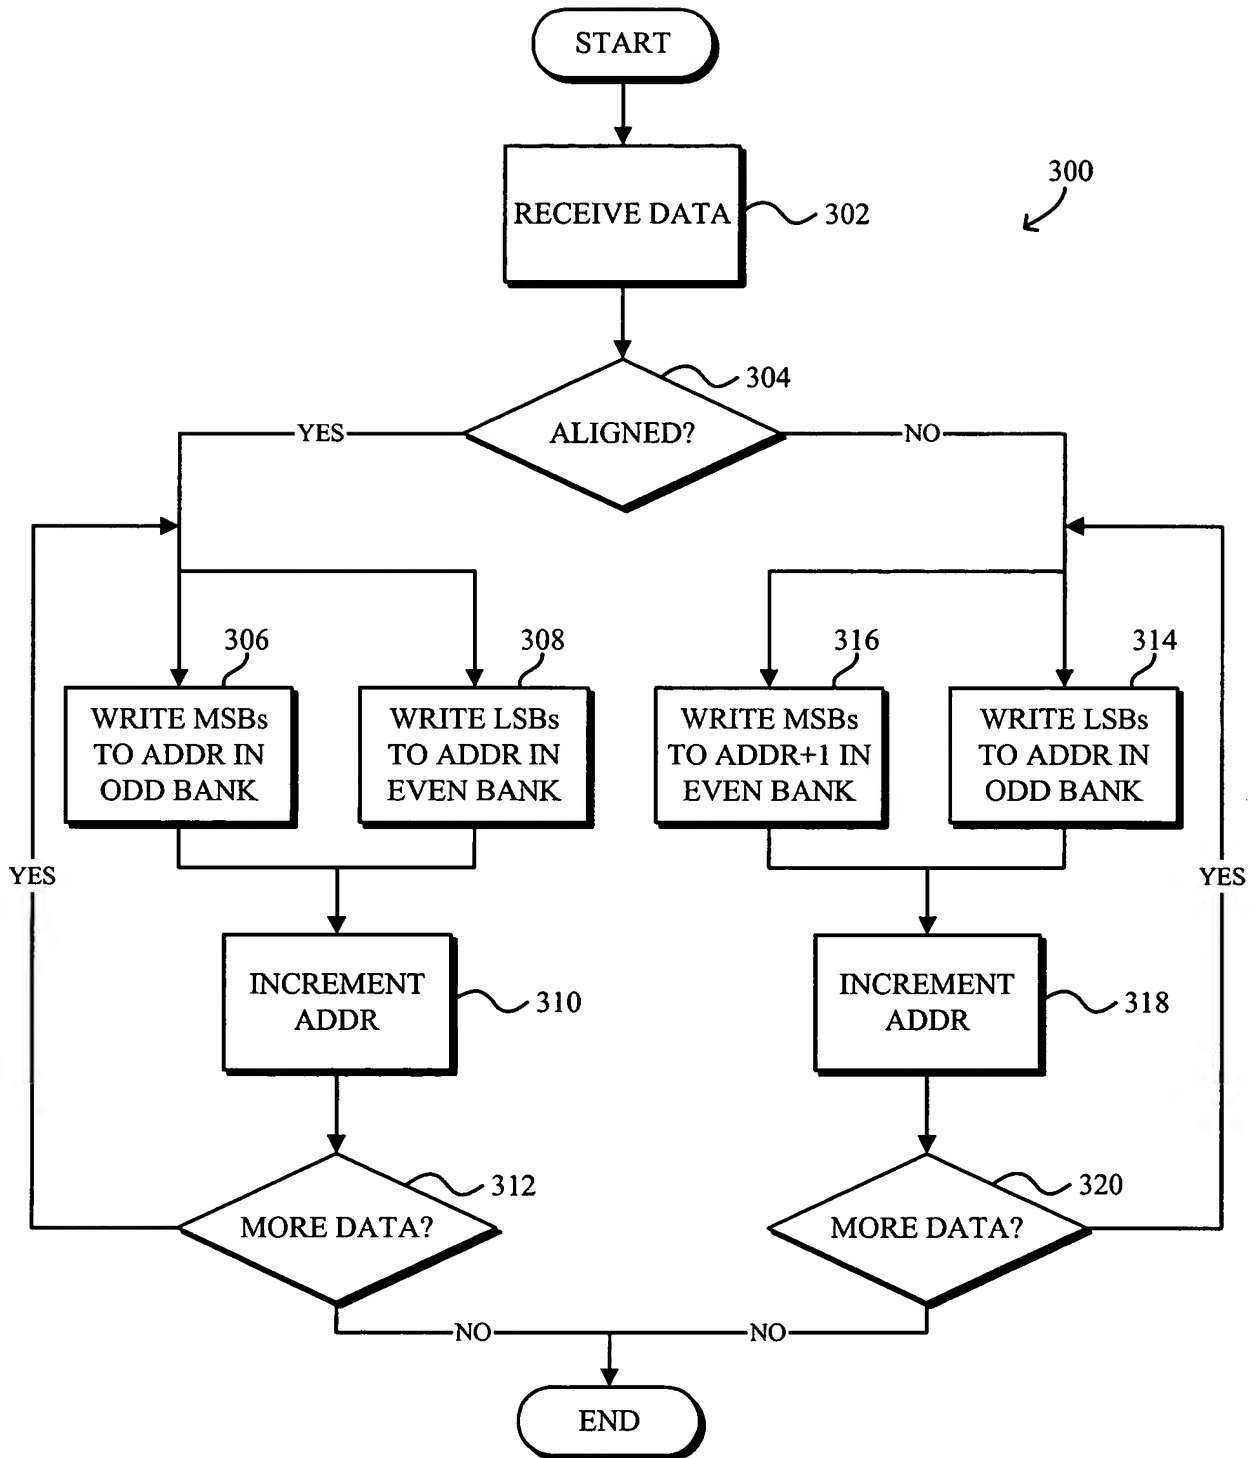 START
RECEIVE DATA
302
300
304
ALIGNED?
YES
NO
306
308
316
314
WRITE MSBs
TO ADDR IN
ODD BANK
WRITE LSBs
TO ADDR IN
EVEN BANK
WRITE MSBs
TO ADDR+1 IN
EVEN BANK
WRITE LSBs
TO ADDR IN
ODD BANK
YES
YES
INCREMENT
ADDR
310
INCREMENT
ADDR
318
312
MORE DATA?
320
MORE DATA?
NO
NO
END